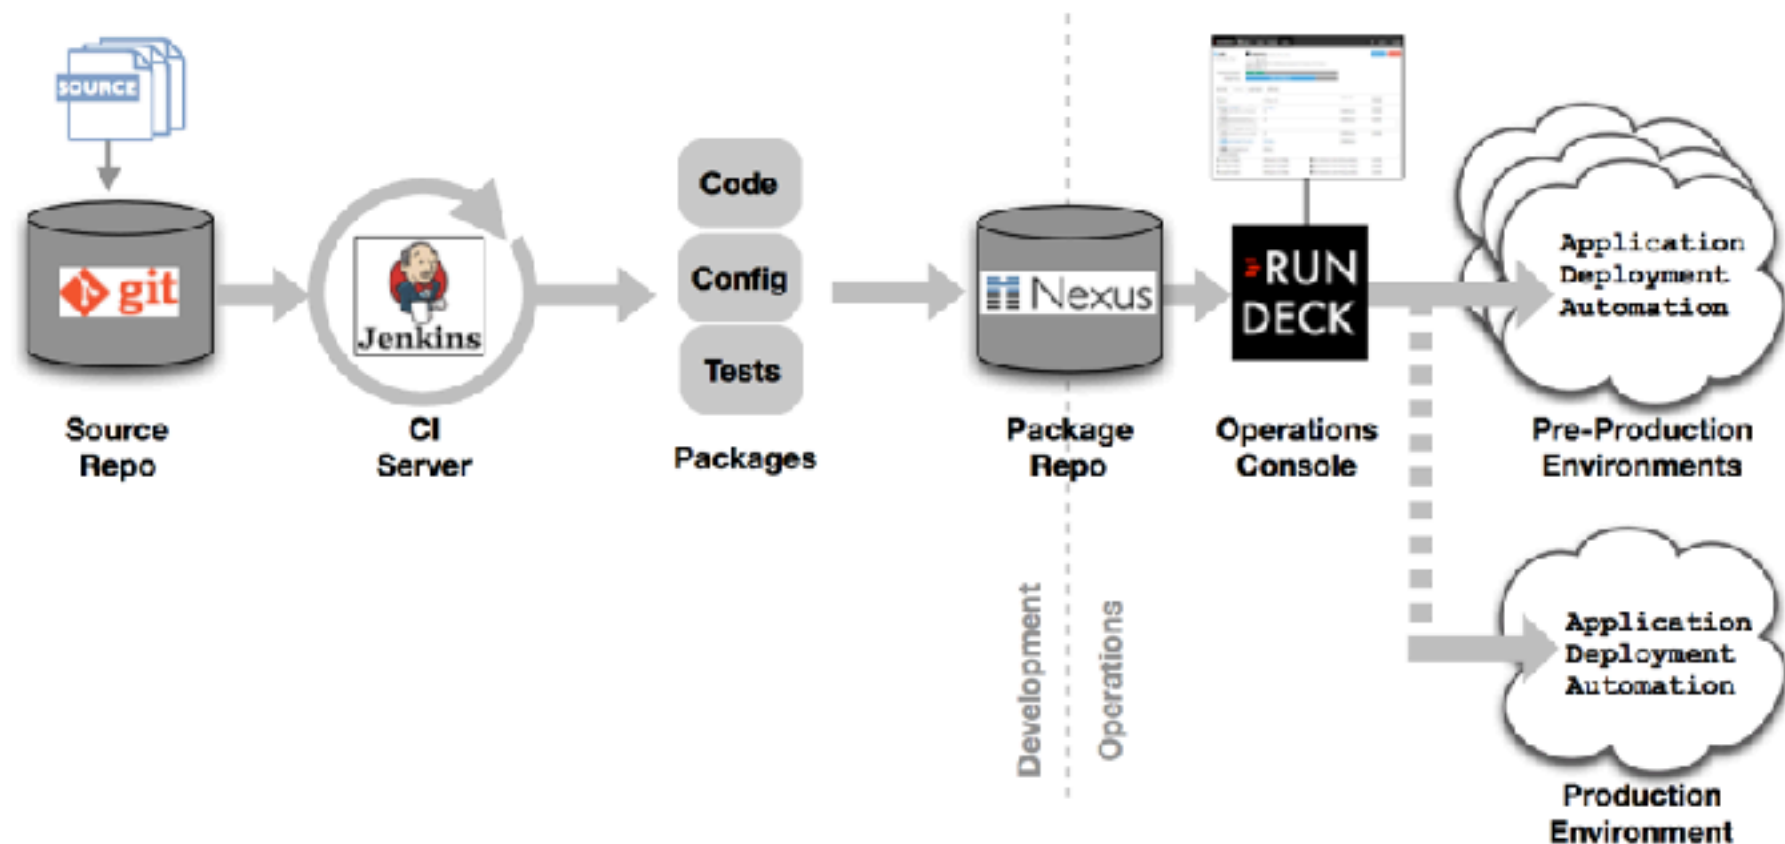 SOURCE
git
Source
Repo
Jenkins
CI
Server
Code
Config
Tests
Packages
Nexus
Package
Repo
RUN
DECK
Operations
Console
Application
Deployment
Automation
Pre-Production
Environments
Development
Operations
Application
Deployment
Automation
Production
Environment